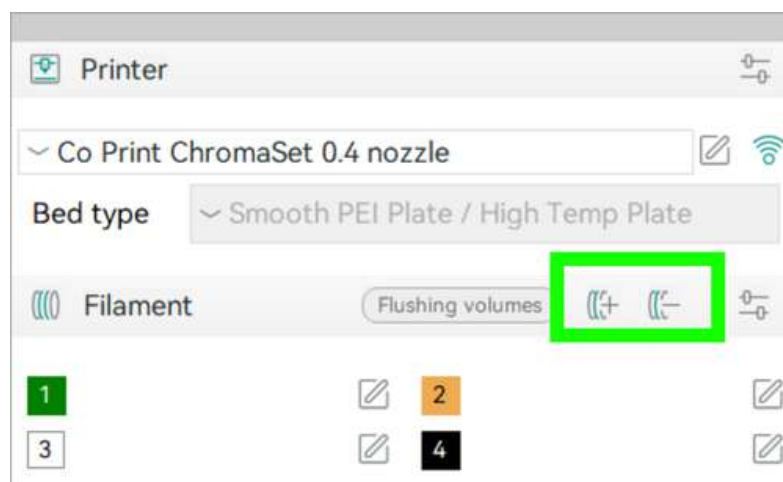 Printer
Co Print ChromaSet 0.4 nozzle
Bed type Smooth PEI Plate / High Temp Plate
Filament Flushing volumes
1 2
3 4